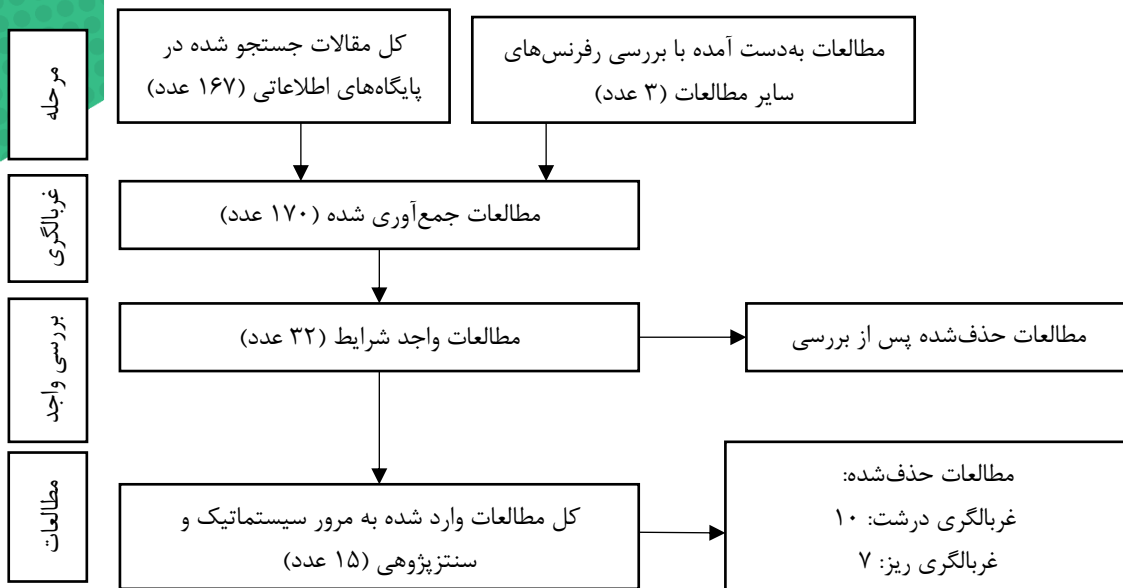 مرحله
کل مقالات جستجو شده در
پایگاه‌های اطلاعاتی (۱۶۷ عدد)
مطالعات به‌دست آمده با بررسی رفرنس‌های
سایر مطالعات (۳ عدد)
غربالگری
مطالعات جمع‌آوری شده (۱۷۰ عدد)
بررسی واجد
مطالعات واجد شرایط (۳۲ عدد)
مطالعات حذف‌شده پس از بررسی
مطالعات
کل مطالعات وارد شده به مرور سیستماتیک و
سنتزپژوهی (۱۵ عدد)
مطالعات حذف‌شده:
غربالگری درشت: ۱۰
غربالگری ریز: ۷